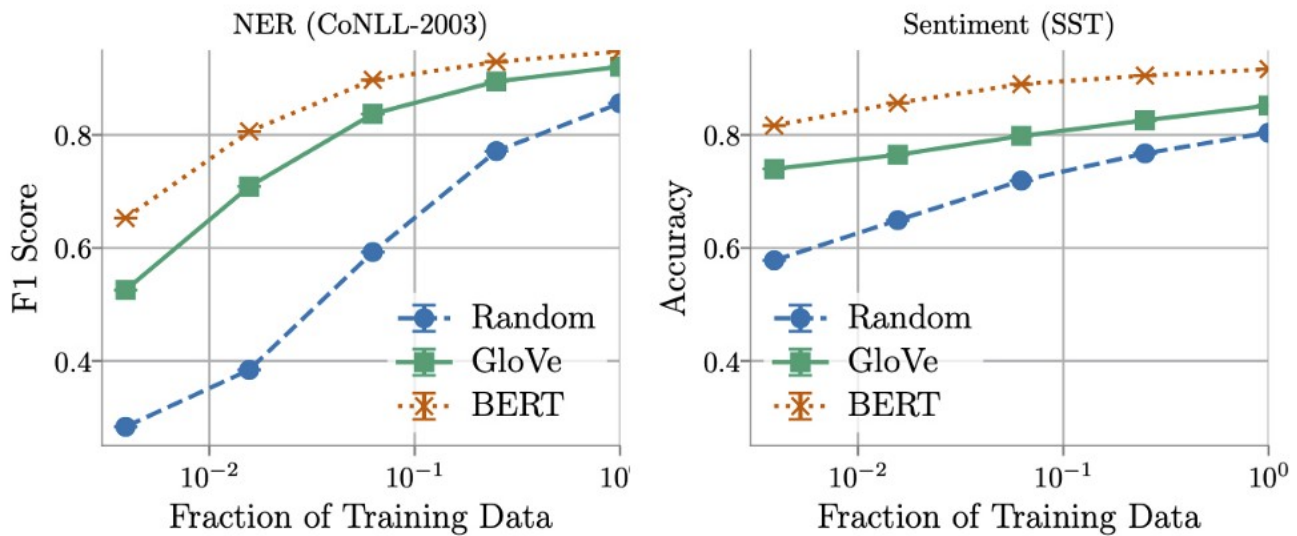 NER (CoNLL-2003)
F1 Score
0.8
0.6
0.4
Random
GloVe
BERT
10⁻²
10⁻¹
10
Fraction of Training Data
Sentiment (SST)
Accuracy
0.8
0.6
0.4
Random
GloVe
BERT
10⁻²
10⁻¹
10⁰
Fraction of Training Data